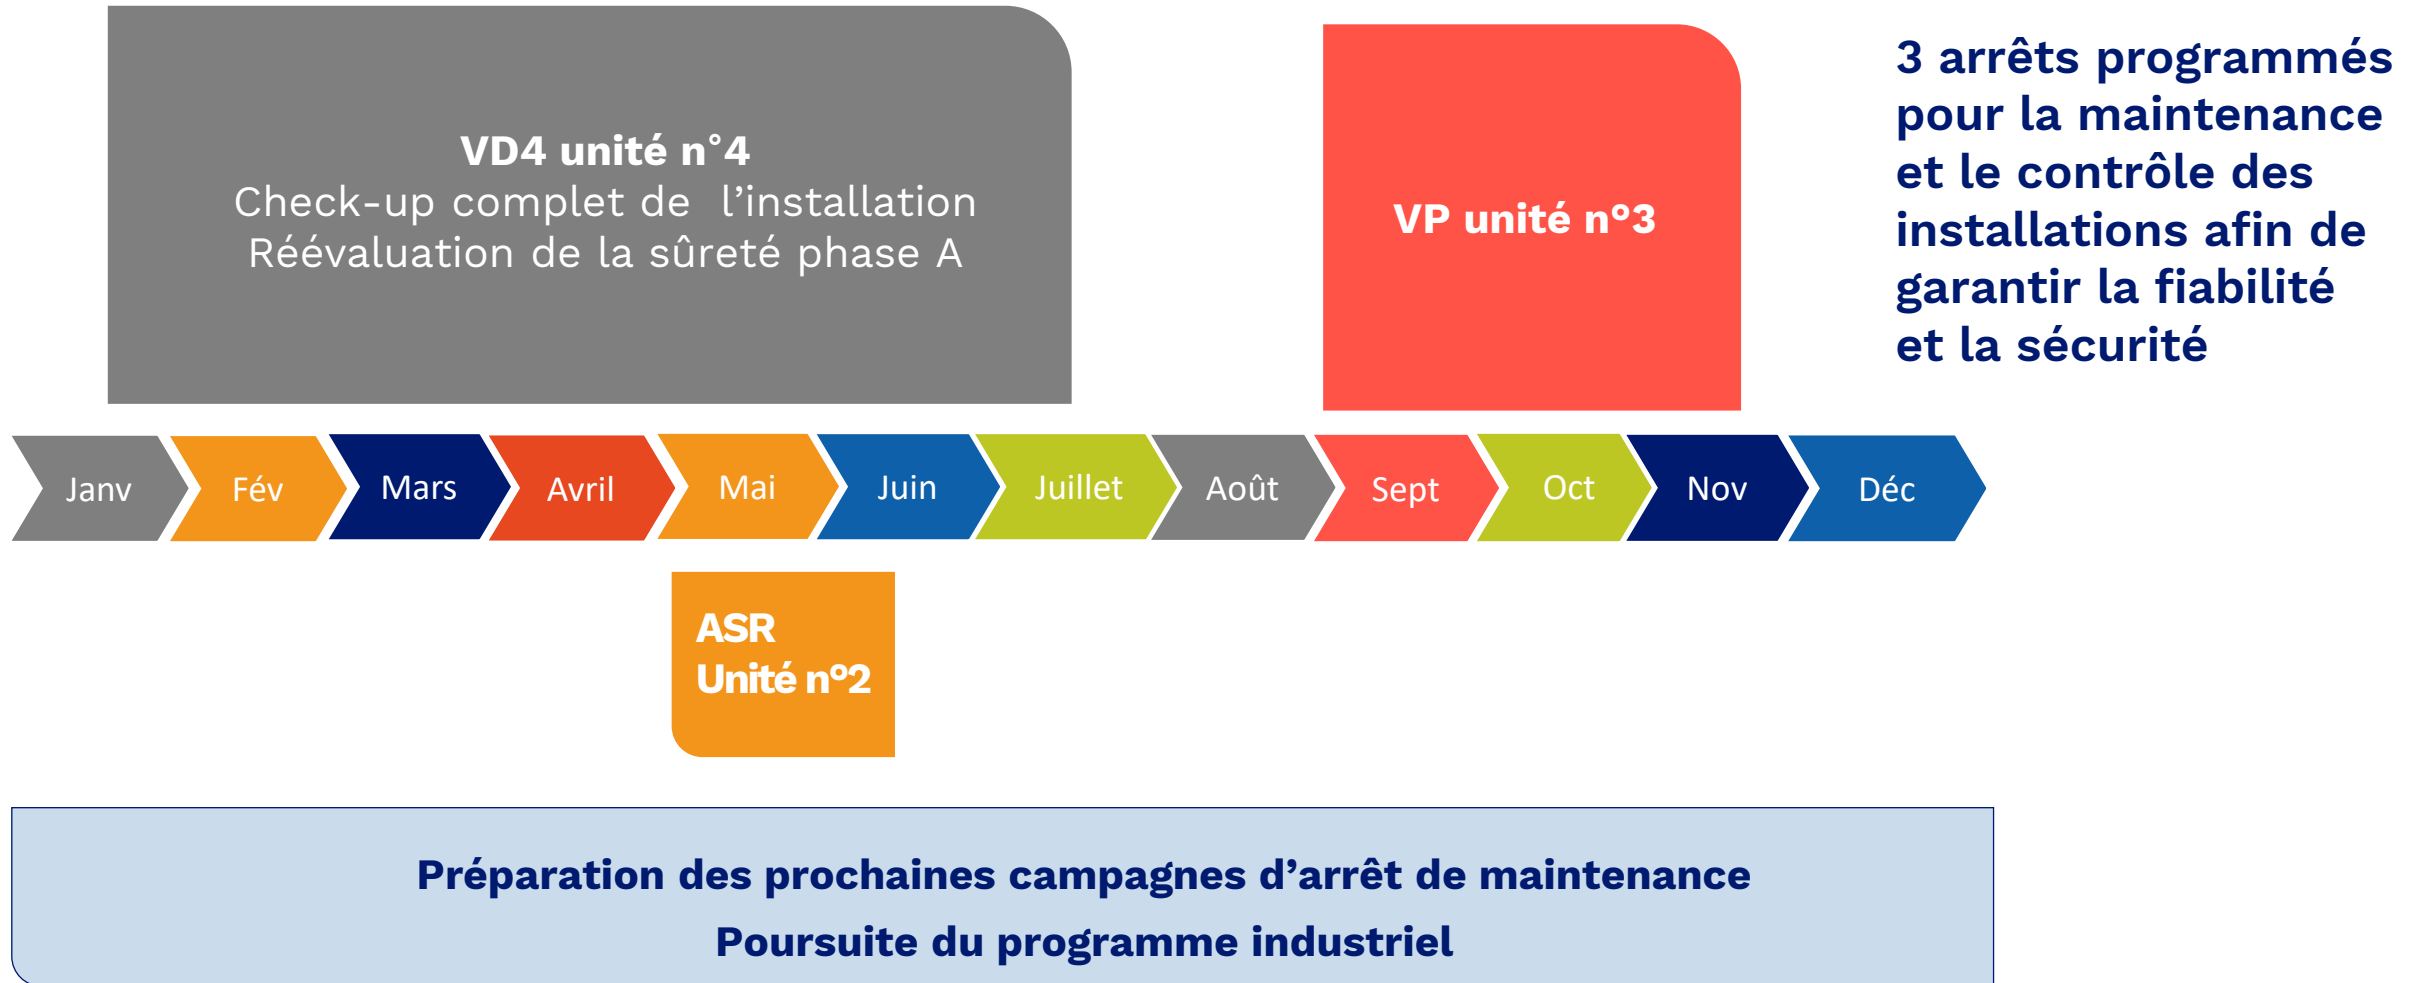 VD4 unité n°4
Check-up complet de l’installation
Réévaluation de la sûreté phase A
VP unité nº3
3 arrêts programmés
pour la maintenance
et le contrôle des
installations afin de
garantir la fiabilité
et la sécurité
Janv
Fév
Mars
Avril
Mai
Juin
Juillet
Août
Sept
Oct
Nov
Déc
ASR
Unité nº2
Préparation des prochaines campagnes d’arrêt de maintenance
Poursuite du programme industriel